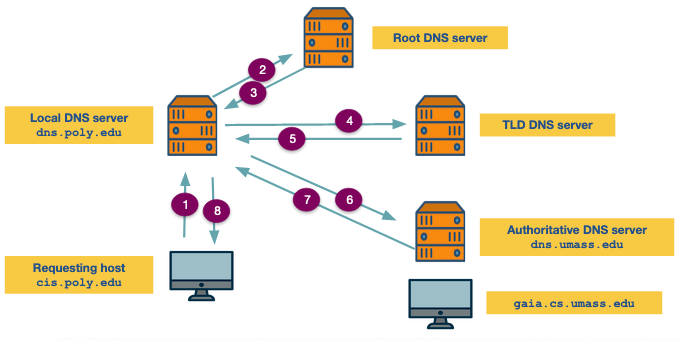 Root DNS server
2
3
Local DNS server
dns.poly.edu
4
5
TLD DNS server
1
8
7
6
Authoritative DNS server
dns.umass.edu
Requesting host
cis.poly.edu
gaia.cs.umass.edu